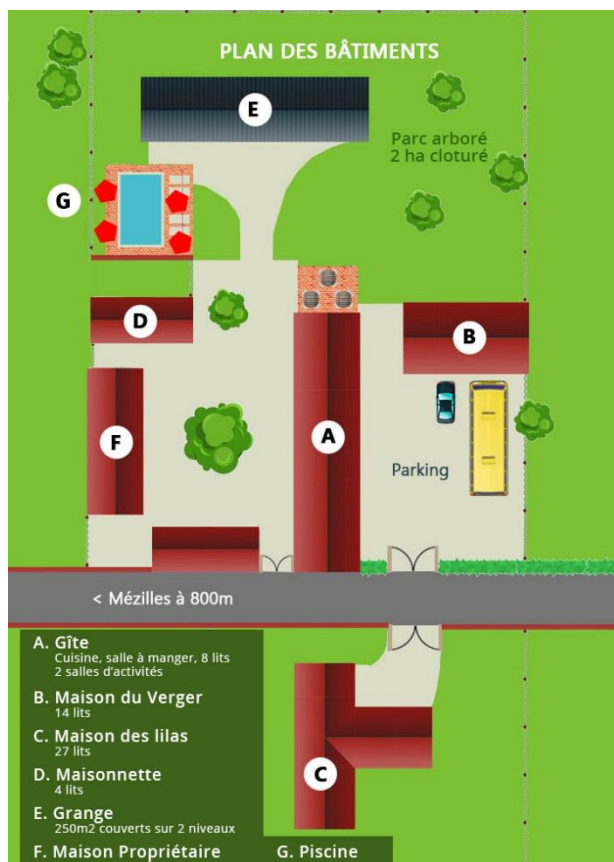 PLAN DES BÂTIMENTS
E
Parc arboré
2 ha cloturé
G
D
B
F
A
Parking
< Mézilles à 800m
A. Gîte
Cuisine, salle à manger, 8 lits
2 salles d'activités
B. Maison du Verger
14 lits
C. Maison des lilas
27 lits
D. Maisonnette
4 lits
E. Grange
250m2 couverts sur 2 niveaux
F. Maison Propriétaire
G. Piscine
C